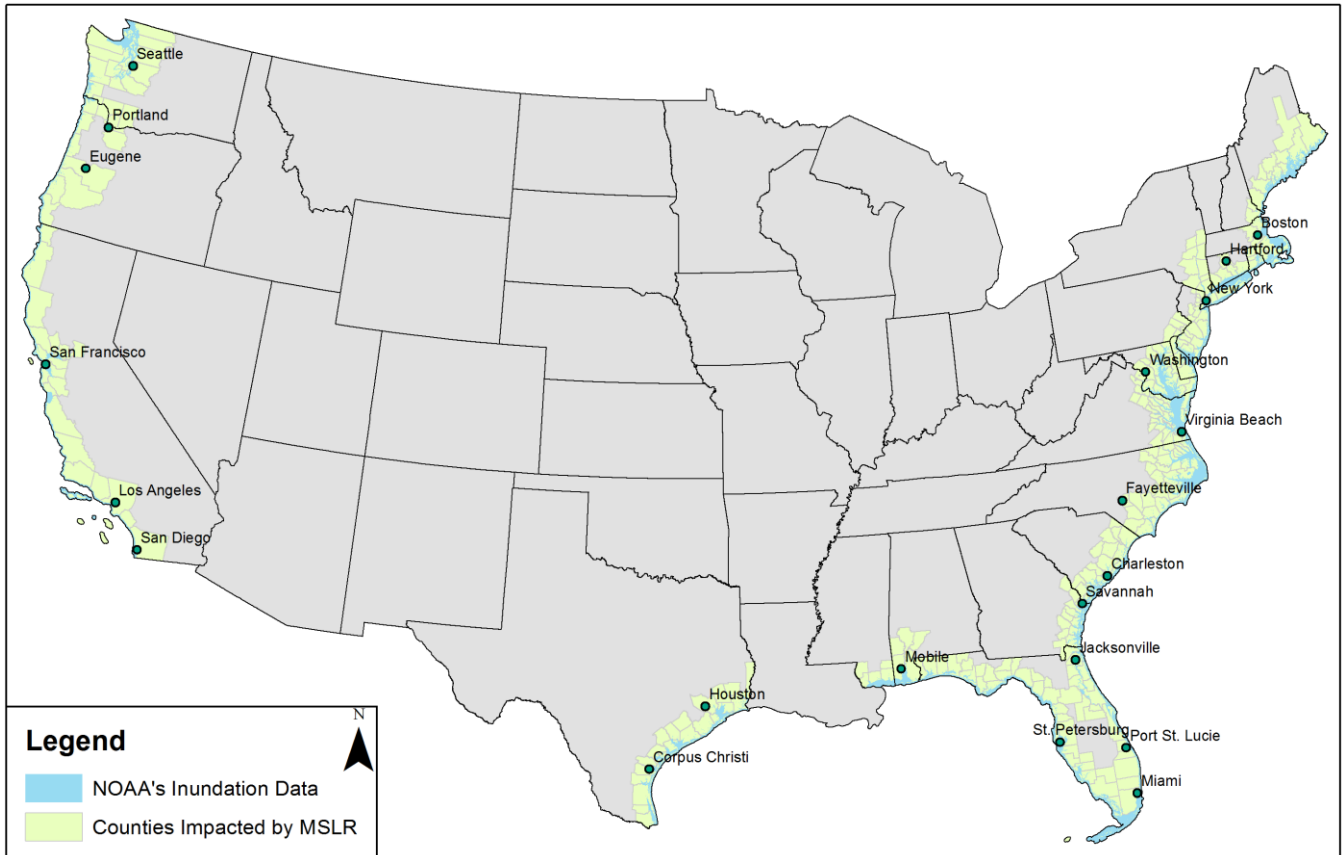 Seattle
Portland
Eugene
Boston
Hartford
New York
San Francisco
Washington
Virginia Beach
Los Angeles
Fayetteville
San Diego
Charleston
Savannah
Jacksonville
Mobile
Houston
St. Petersburg
Port St. Lucie
Corpus Christi
Miami
N
Legend
NOAA's Inundation Data
Counties Impacted by MSLR